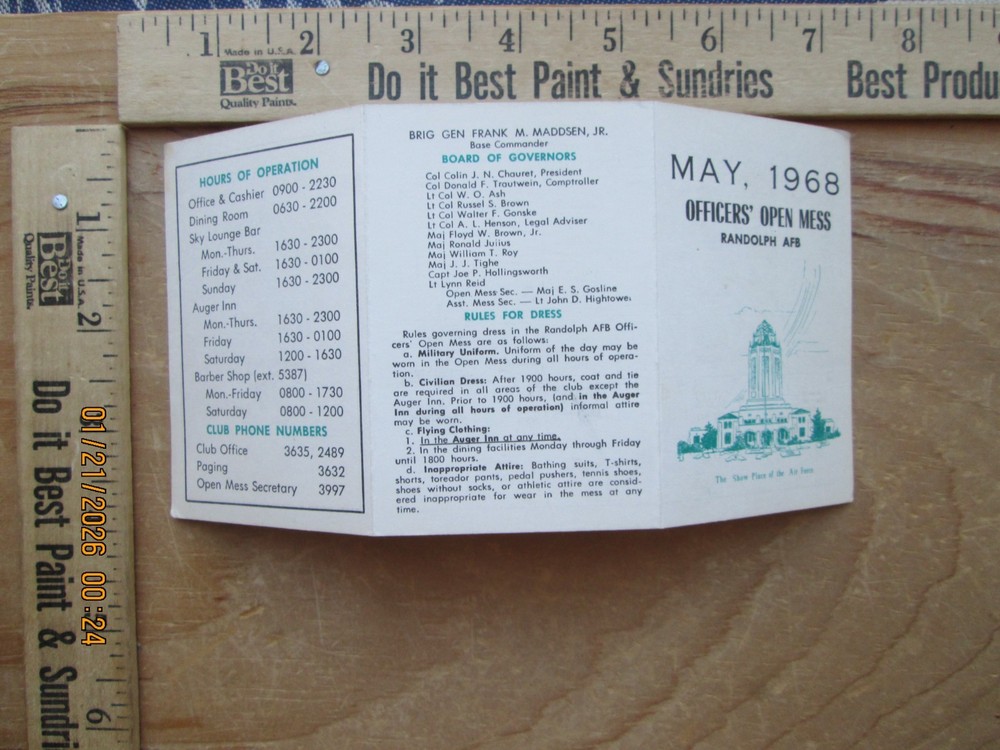 1 2 3 4 5 6 7 8
Made in U.S.A.
Do it
Best
Quality Paints.
Do it Best Paint & Sundries
Best Produ
1 2
Made in U.S.A.
Do it
Best
Quality Paints.
Do it Best Paint & Sundri
6
01/21/2026 00:24
HOURS OF OPERATION
Office & Cashier 0900 - 2230
Dining Room 0630 - 2200
Sky Lounge Bar
Mon.-Thurs. 1630 - 2300
Friday & Sat. 1630 - 0100
Sunday 1630 - 2300
Auger Inn
Mon.-Thurs. 1630 - 2300
Friday 1630 - 0100
Saturday 1200 - 1630
Barber Shop (ext. 5387)
Mon.-Friday 0800 - 1730
Saturday 0800 - 1200
CLUB PHONE NUMBERS
Club Office 3635, 2489
Paging 3632
Open Mess Secretary 3997
BRIG GEN FRANK M. MADDSEN, JR.
Base Commander
BOARD OF GOVERNORS
Col Colin J. N. Chauret, President
Col Donald F. Trautwein, Comptroller
Lt Col W. O. Ash
Lt Col Russel S. Brown
Lt Col Walter F. Gonske
Lt Col A. L. Henson, Legal Adviser
Maj Floyd W. Brown, Jr.
Maj Ronald Julius
Maj William T. Roy
Maj J. J. Tighe
Capt Joe P. Hollingsworth
Lt Lynn Reid
Open Mess Sec. — Maj E. S. Gosline
Asst. Mess Sec. — Lt John D. Hightower
RULES FOR DRESS
Rules governing dress in the Randolph AFB Offi-
cers' Open Mess are as follows:
a. Military Uniform. Uniform of the day may be
worn in the Open Mess during all hours of opera-
tion.
b. Civilian Dress: After 1900 hours, coat and tie
are required in all areas of the club except the
Auger Inn. Prior to 1900 hours, (and in the Auger
Inn during all hours of operation) informal attire
may be worn.
c. Flying Clothing:
1. In the Auger Inn at any time.
2. In the dining facilities Monday through Friday
until 1800 hours.
d. Inappropriate Attire: Bathing suits, T-shirts,
shorts, toreador pants, pedal pushers, tennis shoes,
shoes without socks, or athletic attire are consid-
ered inappropriate for wear in the mess at any
time.
MAY, 1968
OFFICERS' OPEN MESS
RANDOLPH AFB
The Show Place of the Air Force